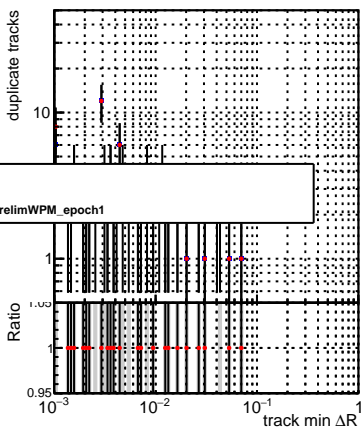 duplicate tracks
10
relimWPM_epoch1
1
Ratio
1.05
1
0.95
10⁻³
10⁻²
10⁻¹
1
track min ΔR